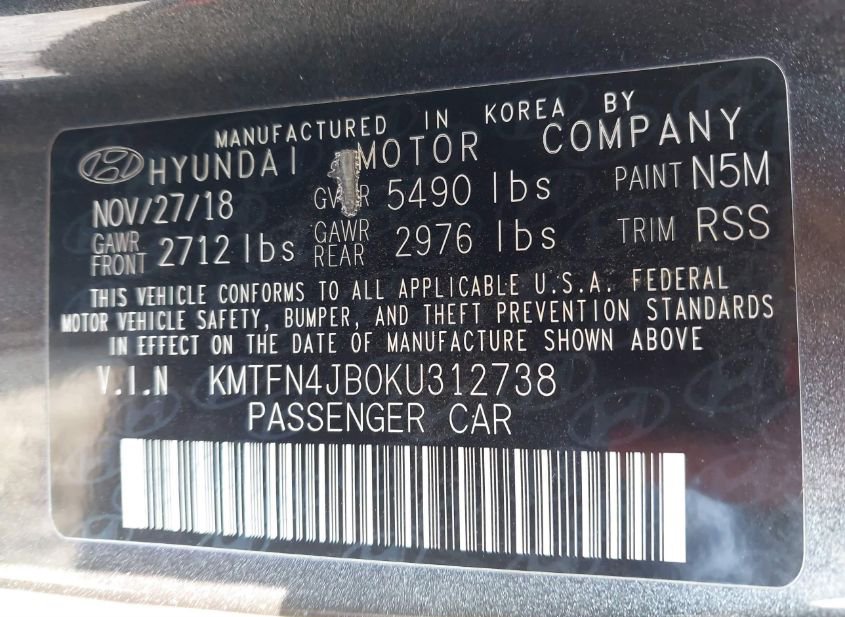 MANUFACTURED IN KOREA BY
HYUNDAI MOTOR COMPANY
NOV/27/18 GVWR 5490 lbs PAINT N5M
GAWR FRONT 2712 lbs GAWR REAR 2976 lbs TRIM RSS
THIS VEHICLE CONFORMS TO ALL APPLICABLE U.S.A. FEDERAL
MOTOR VEHICLE SAFETY, BUMPER, AND THEFT PREVENTION STANDARDS
IN EFFECT ON THE DATE OF MANUFACTURE SHOWN ABOVE
V.I.N KMTFN4JB0KU312738
PASSENGER CAR